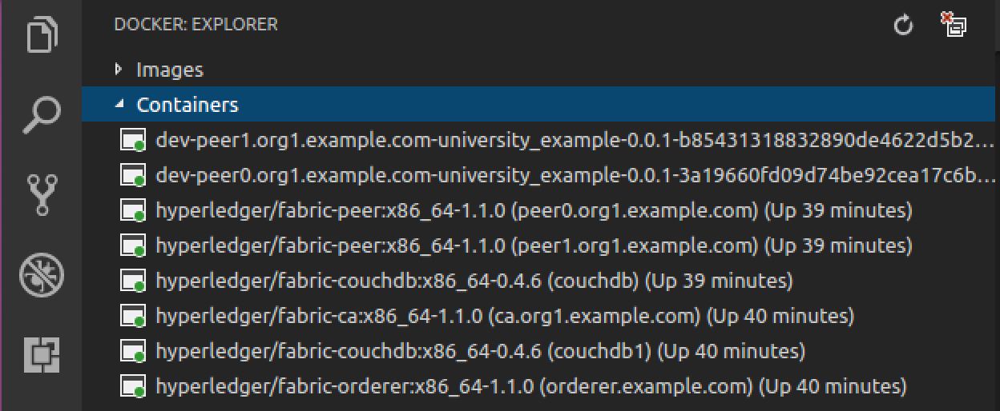 DOCKER: EXPLORER
Images
Containers
dev-peer1.org1.example.com-university_example-0.0.1-b85431318832890de4622d5b2...
dev-peer0.org1.example.com-university_example-0.0.1-3a19660fd09d74be92cea17c6b...
hyperledger/fabric-peer:x86_64-1.1.0 (peer0.org1.example.com) (Up 39 minutes)
hyperledger/fabric-peer:x86_64-1.1.0 (peer1.org1.example.com) (Up 39 minutes)
hyperledger/fabric-couchdb:x86_64-0.4.6 (couchdb) (Up 39 minutes)
hyperledger/fabric-ca:x86_64-1.1.0 (ca.org1.example.com) (Up 40 minutes)
hyperledger/fabric-couchdb:x86_64-0.4.6 (couchdb1) (Up 40 minutes)
hyperledger/fabric-orderer:x86_64-1.1.0 (orderer.example.com) (Up 40 minutes)